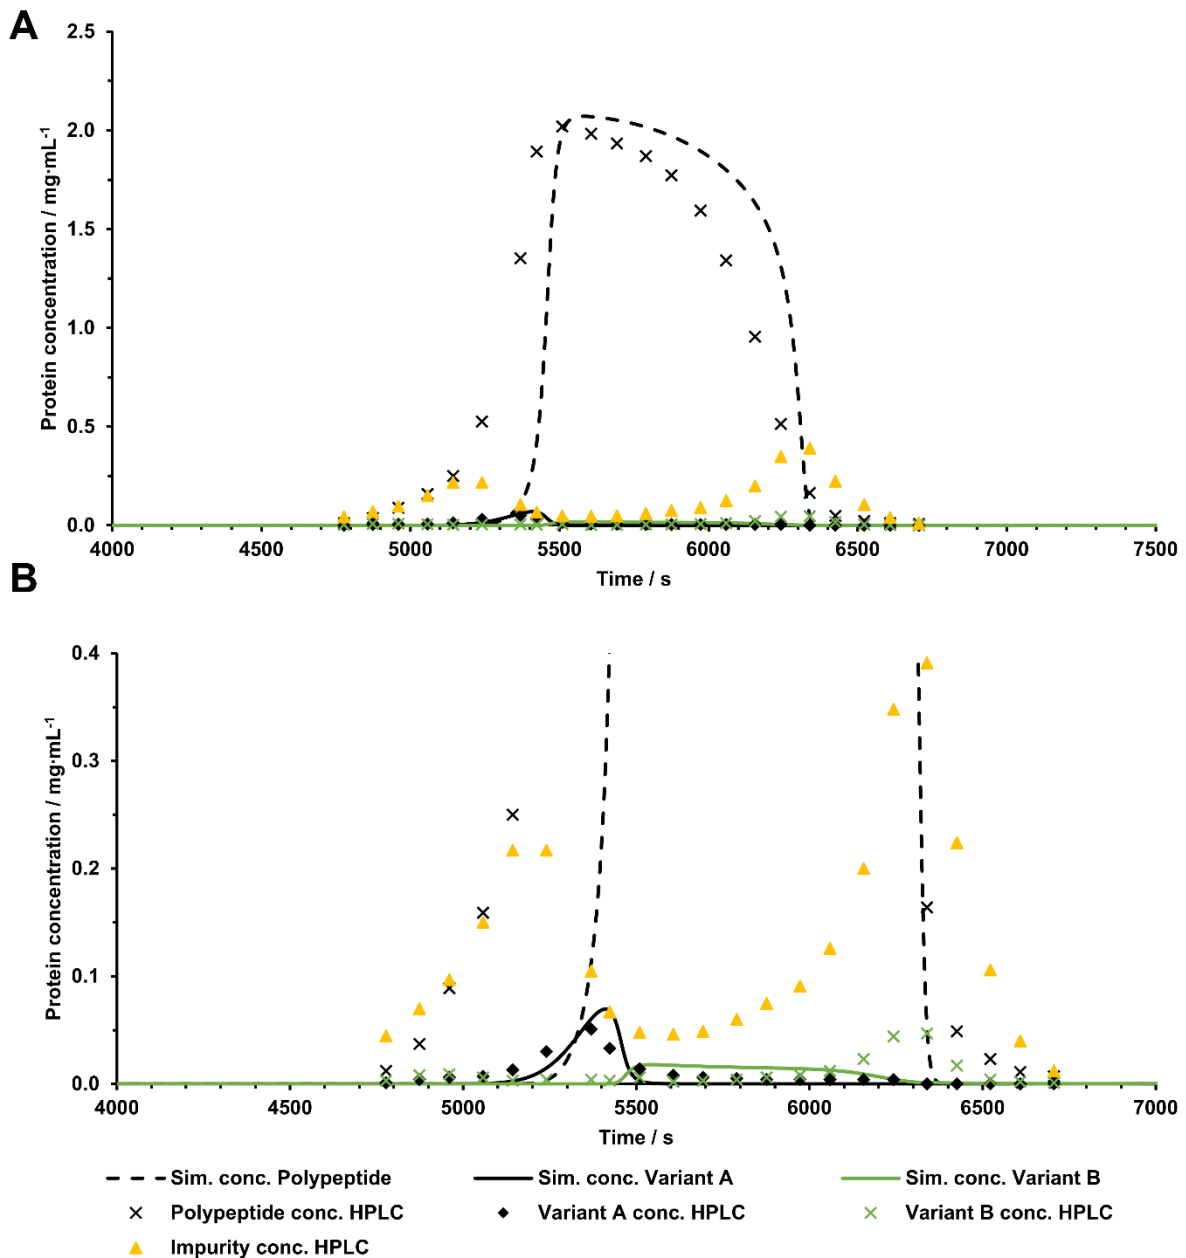 A
Protein concentration / mg·mL⁻¹
2.5
2.0
1.5
1.0
0.5
0.0
4000 4500 5000 5500 6000 6500 7000 7500
Time / s
B
Protein concentration / mg·mL⁻¹
0.4
0.3
0.2
0.1
0.0
4000 4500 5000 5500 6000 6500 7000
Time / s
Sim. conc. Polypeptide Sim. conc. Variant A Sim. conc. Variant B
Polypeptide conc. HPLC Variant A conc. HPLC Variant B conc. HPLC
Impurity conc. HPLC